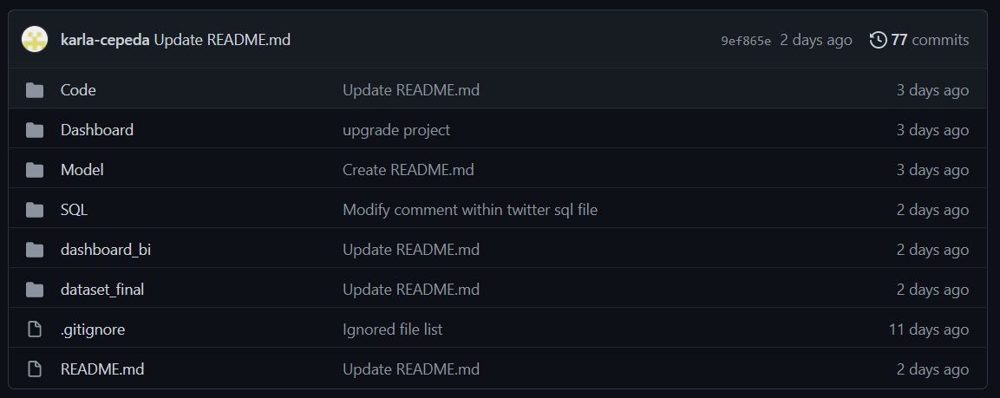 karla-cepeda Update README.md 9ef865e 2 days ago 77 commits
Code Update README.md 3 days ago
Dashboard upgrade project 3 days ago
Model Create README.md 3 days ago
SQL Modify comment within twitter sql file 2 days ago
dashboard_bi Update README.md 2 days ago
dataset_final Update README.md 2 days ago
.gitignore Ignored file list 11 days ago
README.md Update README.md 2 days ago